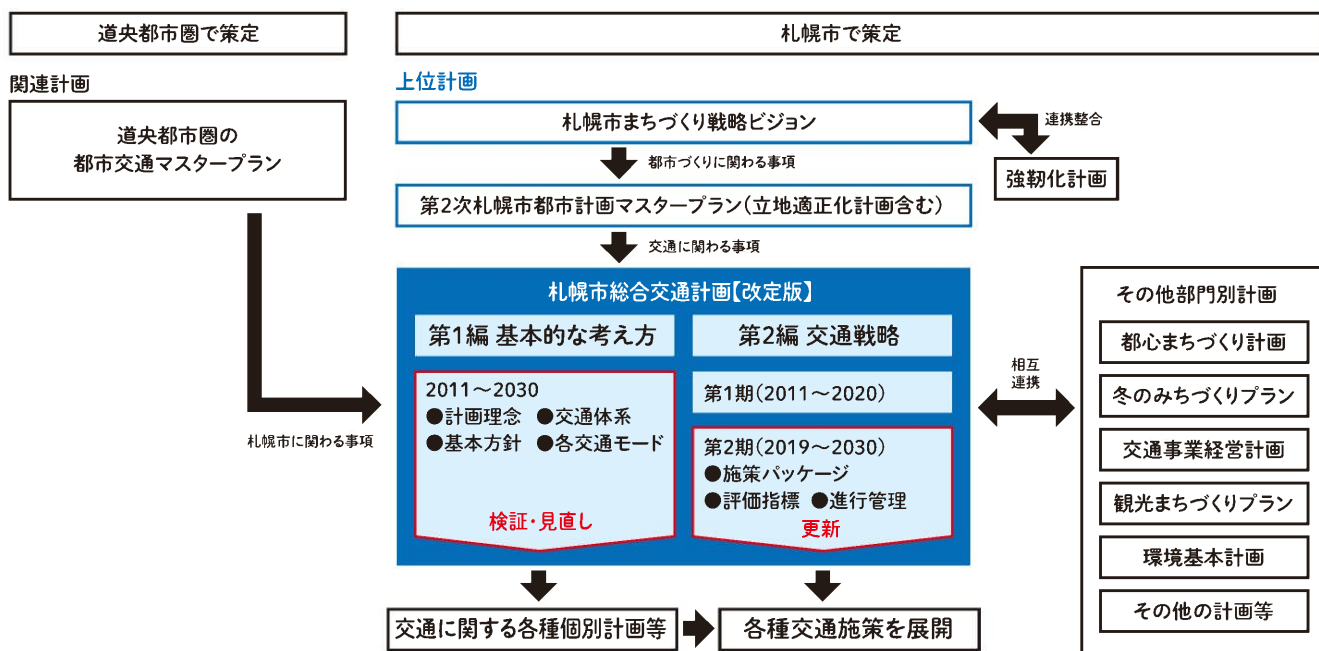 道央都市圏で策定
札幌市で策定
関連計画
道央都市圏の
都市交通マスタープラン
上位計画
札幌市まちづくり戦略ビジョン
連携整合
強靭化計画
都市づくりに関わる事項
第2次札幌市都市計画マスタープラン(立地適正化計画含む)
交通に関わる事項
札幌市に関わる事項
札幌市総合交通計画【改定版】
第1編 基本的な考え方
2011～2030
●計画理念 ●交通体系
●基本方針 ●各交通モード
検証・見直し
第2編 交通戦略
第1期(2011～2020)
第2期(2019～2030)
●施策パッケージ
●評価指標 ●進行管理
更新
相互
連携
その他部門別計画
都心まちづくり計画
冬のみちづくりプラン
交通事業経営計画
観光まちづくりプラン
環境基本計画
その他の計画等
交通に関する各種個別計画等
各種交通施策を展開